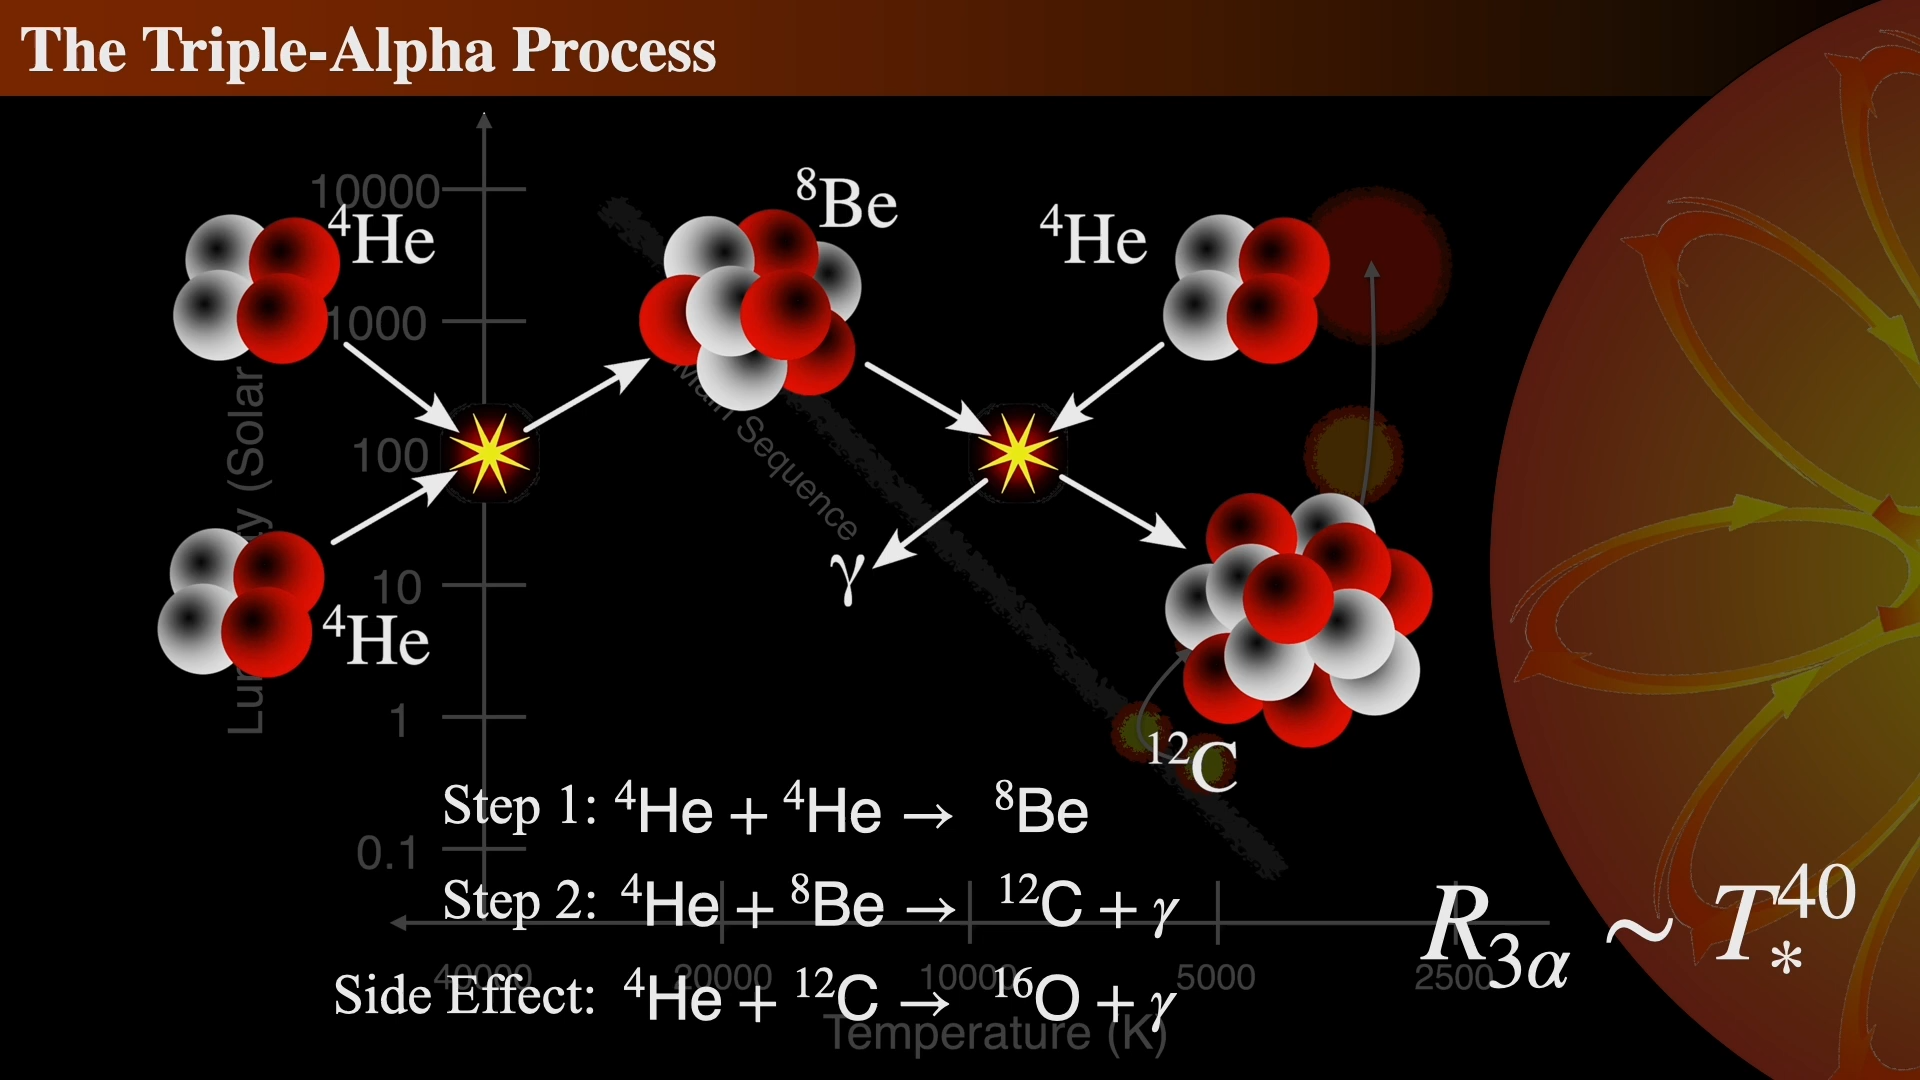 The Triple-Alpha Process
10000
⁴He
⁸Be
⁴He
1000
Main Sequence
100
γ
10
⁴He
1
¹²C
Step 1: ⁴He + ⁴He → ⁸Be
0.1
Step 2: ⁴He + ⁸Be → ¹²C + γ
R₃α ~ T⁴⁰*
40000 20000 10000 5000 2500
Side Effect: ⁴He + ¹²C → ¹⁶O + γ
Temperature (K)
(Solar